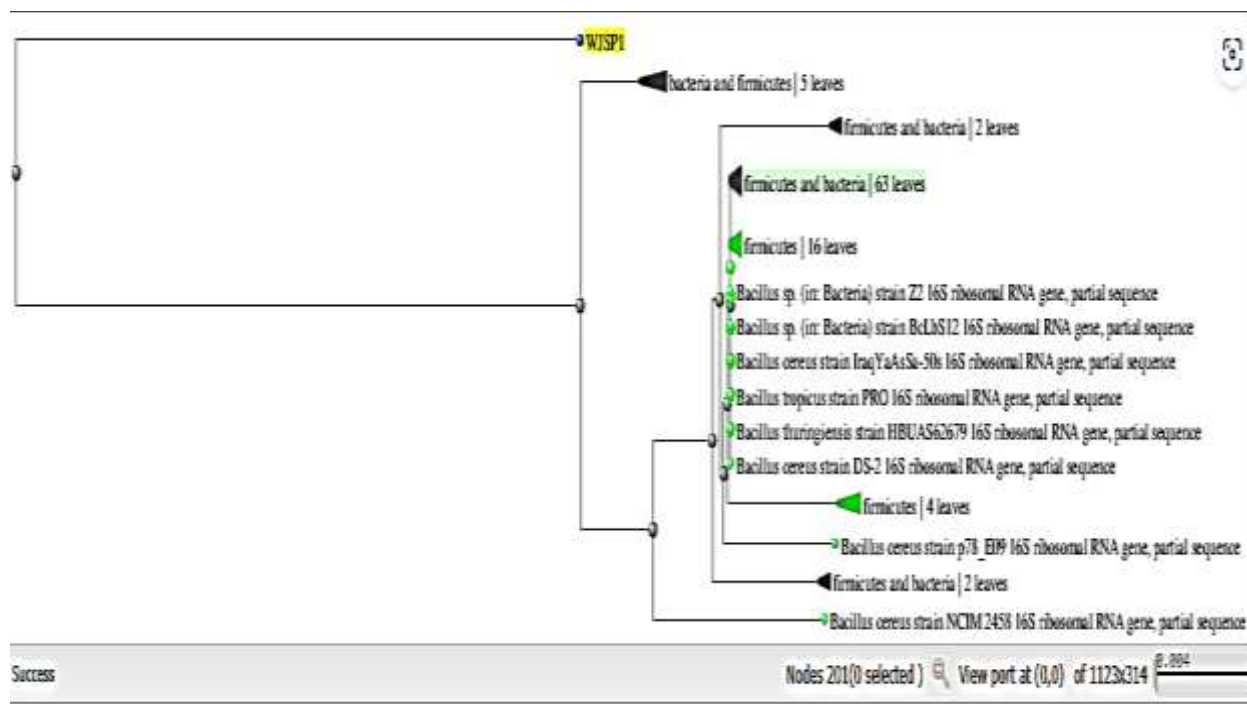 WJSP1
bacteria and firmicutes | 5 leaves
firmicutes and bacteria | 2 leaves
firmicutes and bacteria | 63 leaves
firmicutes | 16 leaves
Bacillus sp. (in: Bacteria) strain Z2 16S ribosomal RNA gene, partial sequence
Bacillus sp. (in: Bacteria) strain BcLbS12 16S ribosomal RNA gene, partial sequence
Bacillus cereus strain IraqYaAsSa-50s 16S ribosomal RNA gene, partial sequence
Bacillus tropicus strain PRO 16S ribosomal RNA gene, partial sequence
Bacillus thuringiensis strain HBUAS62679 16S ribosomal RNA gene, partial sequence
Bacillus cereus strain DS-2 16S ribosomal RNA gene, partial sequence
firmicutes | 4 leaves
Bacillus cereus strain p78_E09 16S ribosomal RNA gene, partial sequence
firmicutes and bacteria | 2 leaves
Bacillus cereus strain NCIM 2458 16S ribosomal RNA gene, partial sequence
Success Nodes 201(0 selected ) View port at (0,0) of 1123x314 0.004